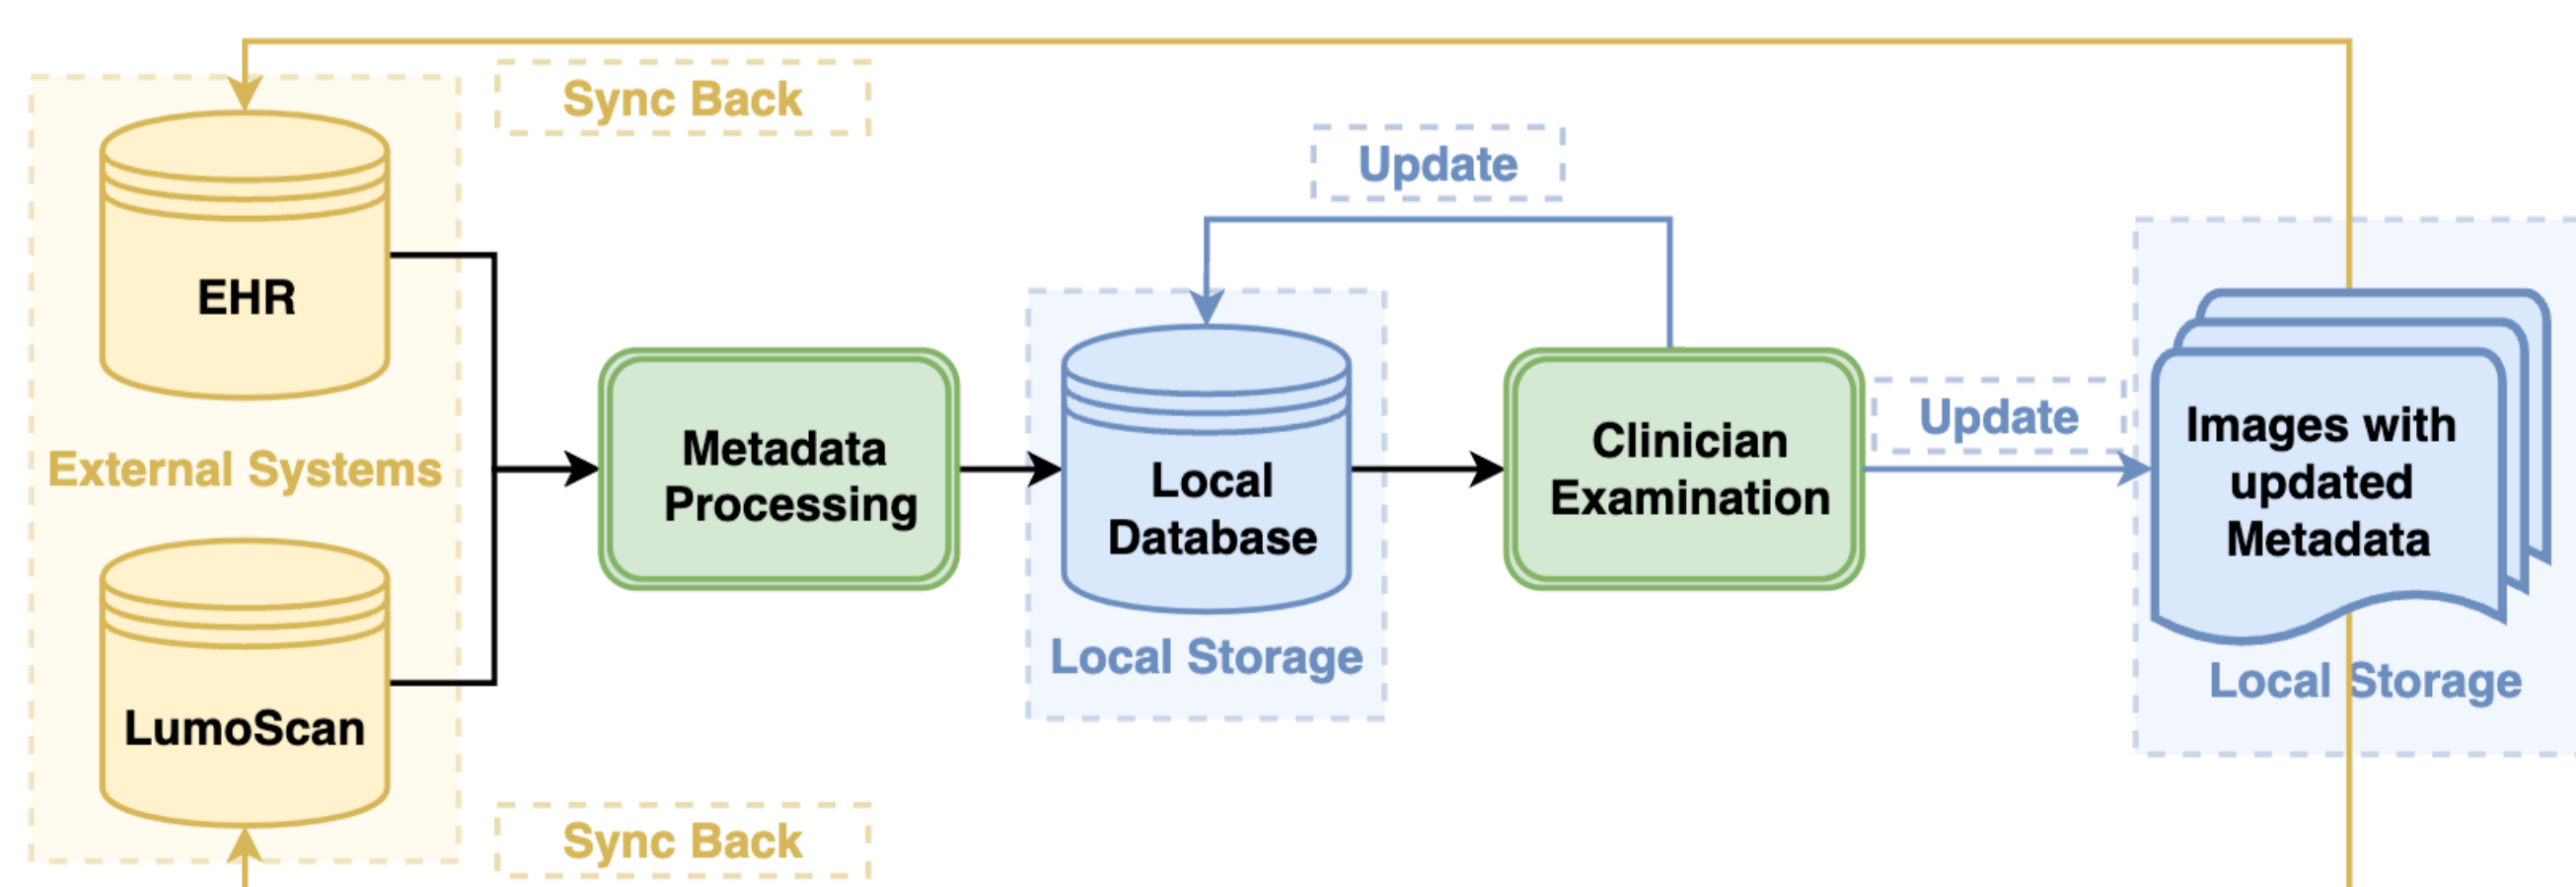 Sync Back
Update
EHR
External Systems
LumoScan
Metadata
Processing
Local
Database
Local Storage
Clinician
Examination
Update
Images with
updated
Metadata
Local Storage
Sync Back